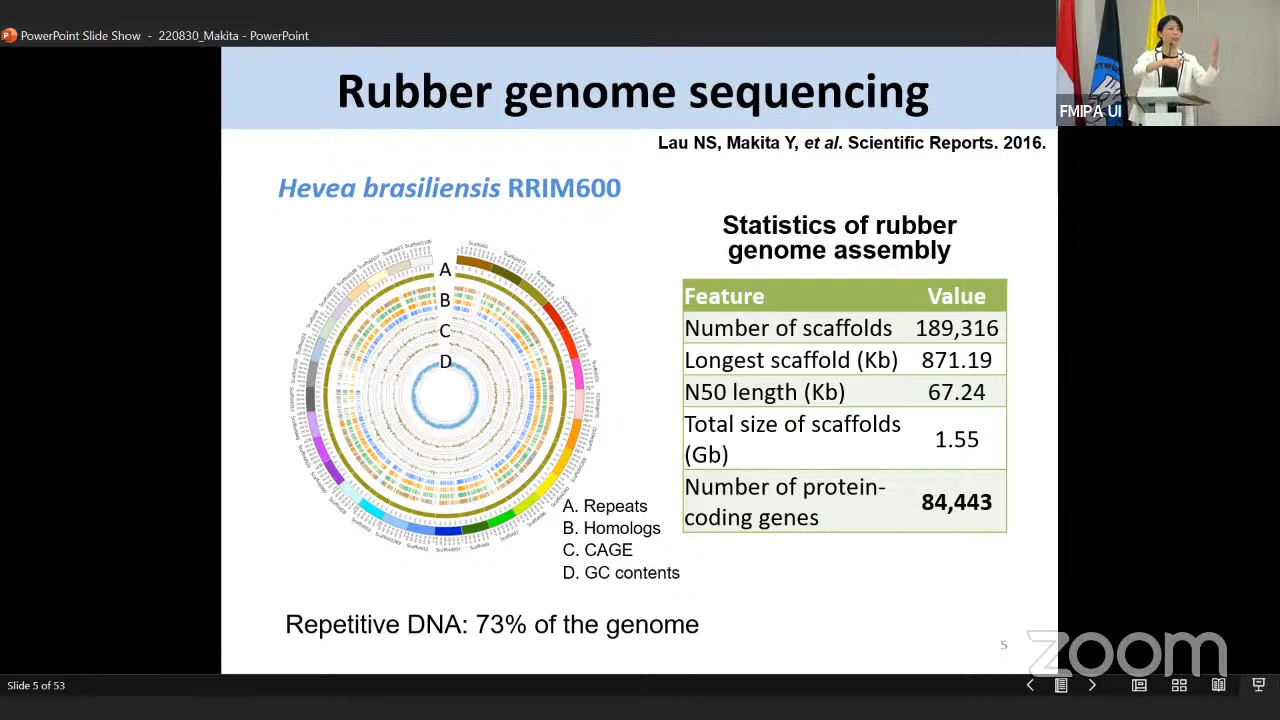 PowerPoint Slide Show - 220830_Makita - PowerPoint
FMIPA UI
Rubber genome sequencing
Lau NS, Makita Y, et al. Scientific Reports. 2016.
Hevea brasiliensis RRIM600
A
B
C
D
A. Repeats
B. Homologs
C. CAGE
D. GC contents
Statistics of rubber
genome assembly
Feature Value
Number of scaffolds 189,316
Longest scaffold (Kb) 871.19
N50 length (Kb) 67.24
Total size of scaffolds
(Gb) 1.55
Number of protein-
coding genes 84,443
Repetitive DNA: 73% of the genome
5
zoom
Slide 5 of 53